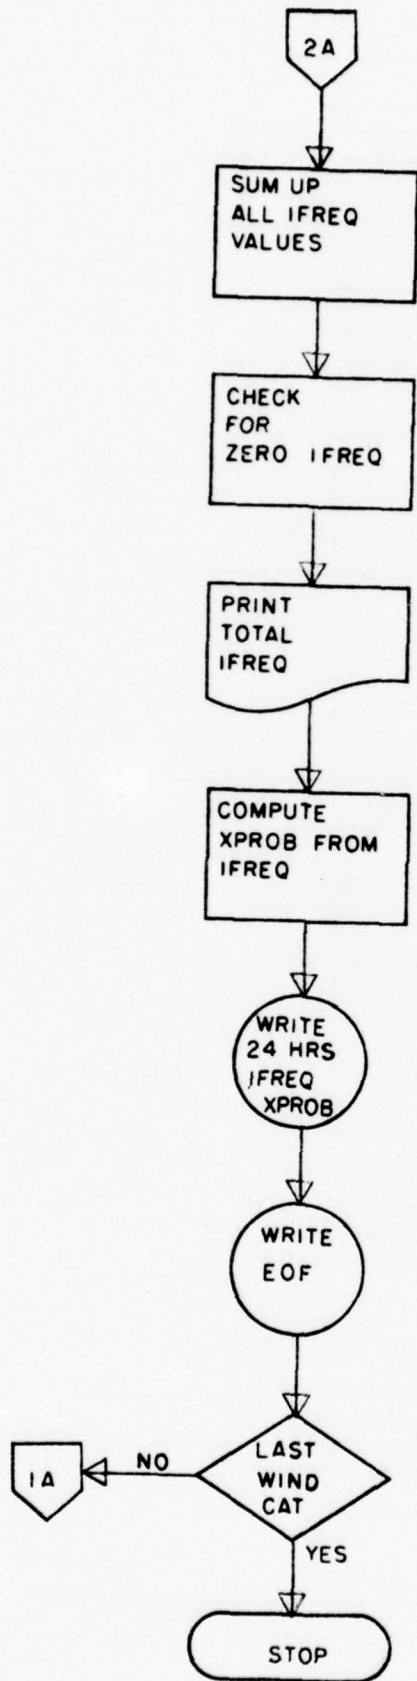 2A
SUM UP
ALL IFREQ
VALUES
CHECK
FOR
ZERO IFREQ
PRINT
TOTAL
IFREQ
COMPUTE
XPROB FROM
IFREQ
WRITE
24 HRS
IFREQ
XPROB
WRITE
EOF
LAST
WIND
CAT
NO
1A
YES
STOP